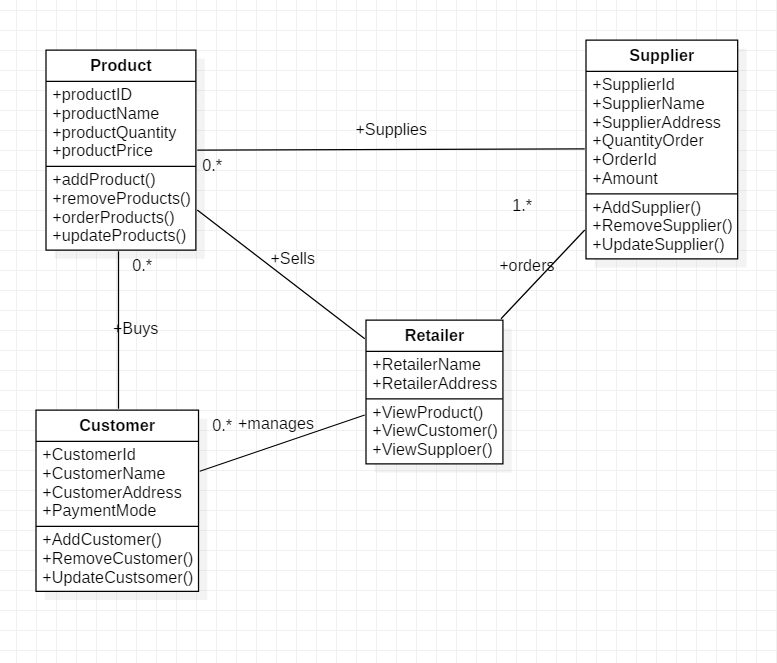 Product
+productID
+productName
+productQuantity
+productPrice
+addProduct()
+removeProducts()
+orderProducts()
+updateProducts()
+Supplies
0.*
Supplier
+SupplierId
+SupplierName
+SupplierAddress
+QuantityOrder
+OrderId
+Amount
+AddSupplier()
+RemoveSupplier()
+UpdateSupplier()
1.*
+orders
+Sells
0.*
+Buys
Retailer
+RetailerName
+RetailerAddress
+ViewProduct()
+ViewCustomer()
+ViewSupploer()
0.* +manages
Customer
+CustomerId
+CustomerName
+CustomerAddress
+PaymentMode
+AddCustomer()
+RemoveCustomer()
+UpdateCustsomer()